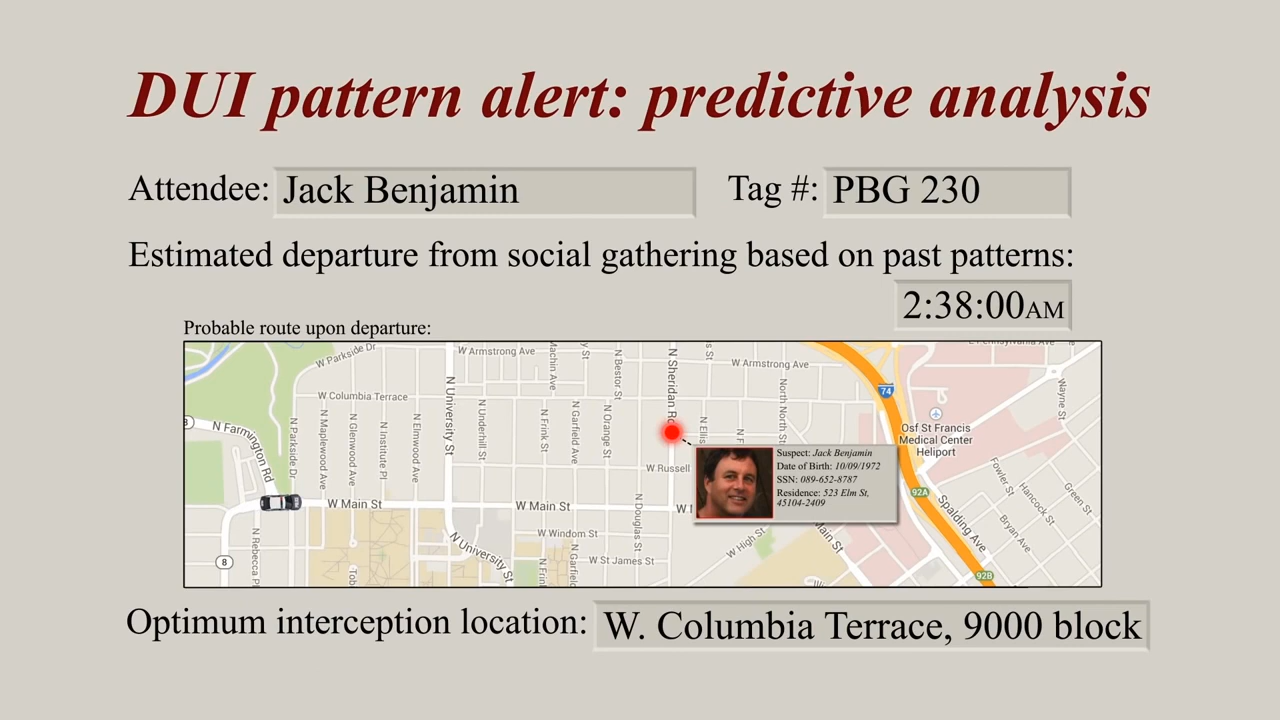 DUI pattern alert: predictive analysis
Attendee: Jack Benjamin
Tag #: PBG 230
Estimated departure from social gathering based on past patterns:
2:38:00AM
Probable route upon departure:
W Parkside Dr
W Armstrong Ave
Machin Ave
N Bestor St
N Sheridan Rd
W Armstrong Ave
Wayne St
74
W Columbia Terrace
N University St
North North St
Osf St Francis
Medical Center
Heliport
N Farmington Rd
N Parkside Dr
N Maplewood Ave
N Glenwood Ave
N Institute Pl
N Elmwood Ave
N Underhill St
N Frink St
N Garfield Ave
N Orange St
W Russell
Suspect: Jack Benjamin
Date of Birth: 10/09/1972
SSN: 089-652-8787
Residence: 523 Elm St,
45104-2409
Fowler St
Hancock St
Green St
92A
W Main St
W Main St
N Douglas St
Main St
Spalding Ave
Bryan Ave
W Windom St
W High St
8
N Rebecca Pl
N University St
W St James St
92B
Optimum interception location: W. Columbia Terrace, 9000 block